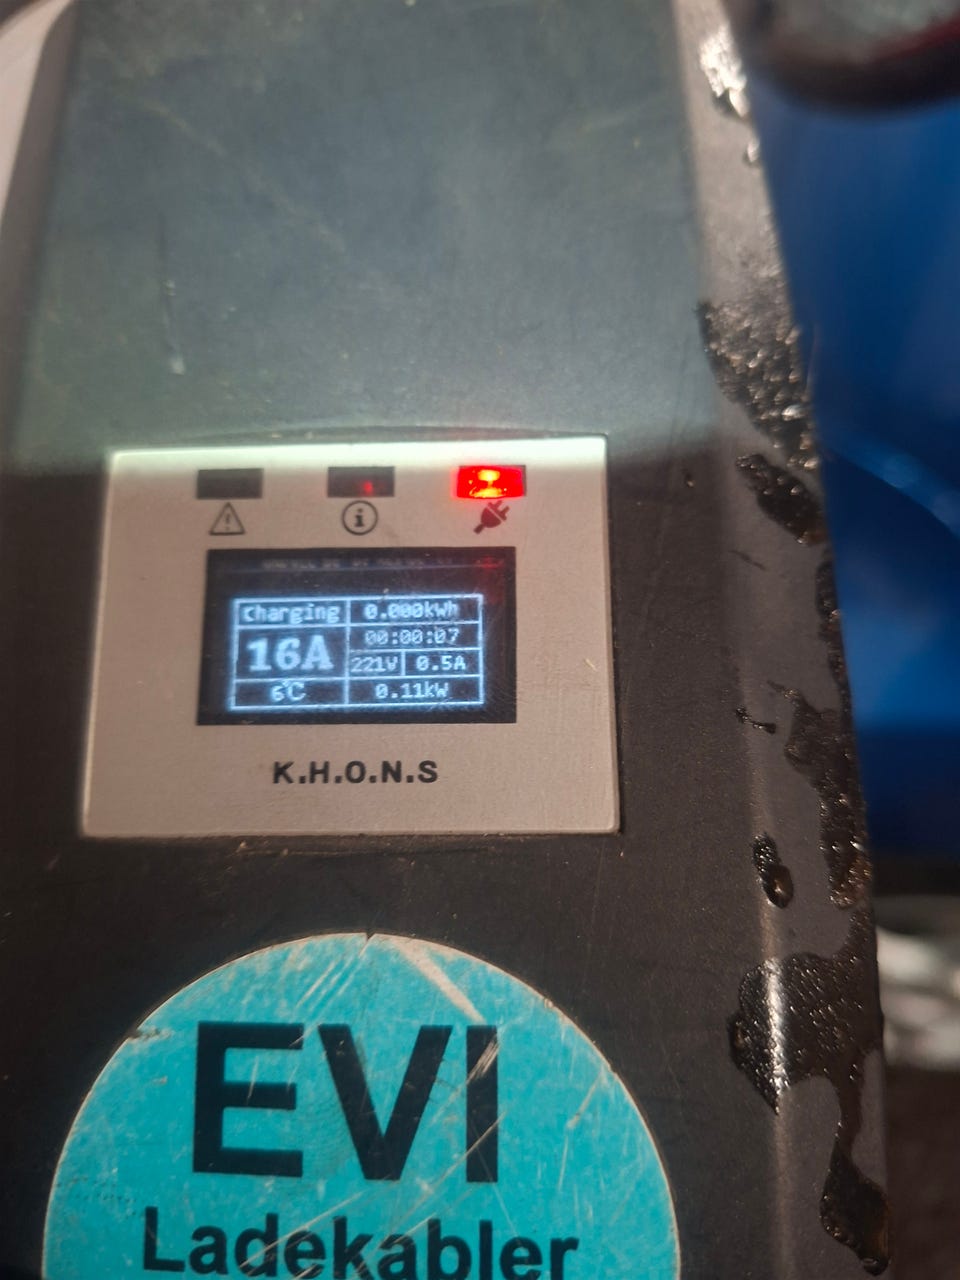 Charging 0.000kWh
16A 00:00:07
221V 0.5A
6℃ 0.11kW
K.H.O.N.S
EVI
Ladekabler